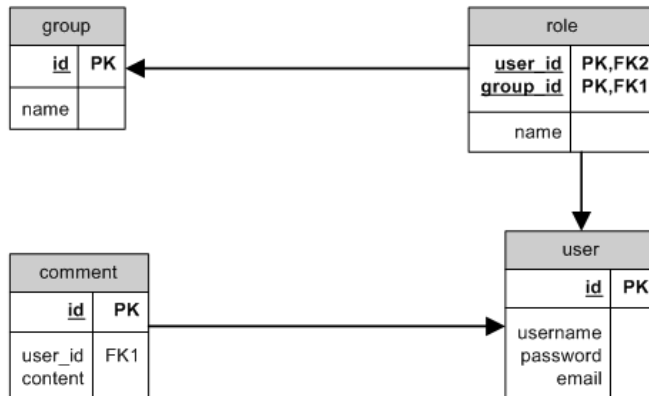 group
id PK
name
role
user_id PK,FK2
group_id PK,FK1
name
comment
id PK
user_id FK1
content
user
id PK
username
password
email